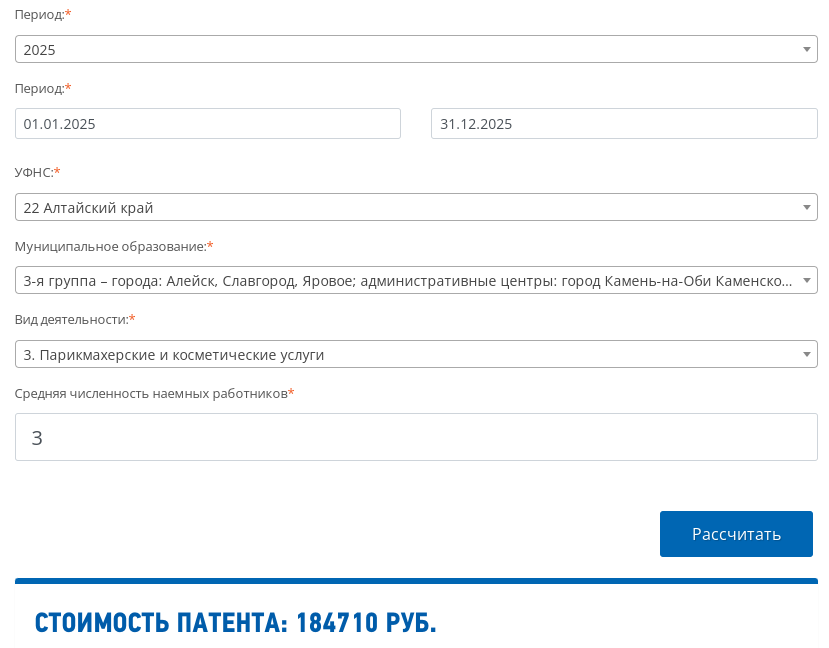 Период:*
2025
Период:*
01.01.2025 31.12.2025
УФНС:*
22 Алтайский край
Муниципальное образование:*
3-я группа – города: Алейск, Славгород, Яровое; административные центры: город Камень-на-Оби Каменско...
Вид деятельности:*
3. Парикмахерские и косметические услуги
Средняя численность наемных работников*
3
Рассчитать
СТОИМОСТЬ ПАТЕНТА: 184710 РУБ.